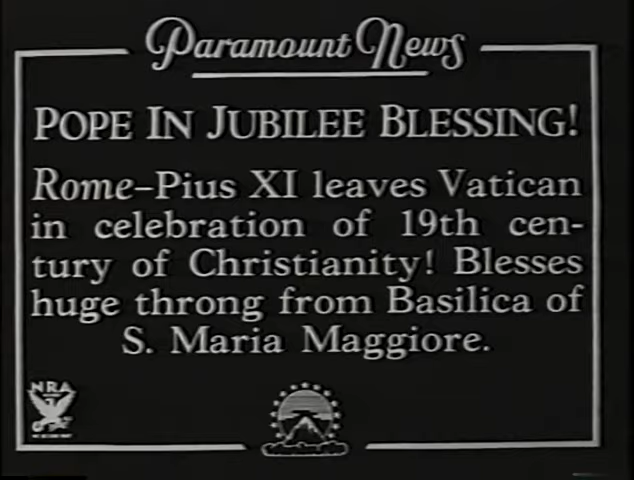 Paramount News
POPE IN JUBILEE BLESSING!
Rome-Pius XI leaves Vatican
in celebration of 19th cen-
tury of Christianity! Blesses
huge throng from Basilica of
S. Maria Maggiore.
NRA